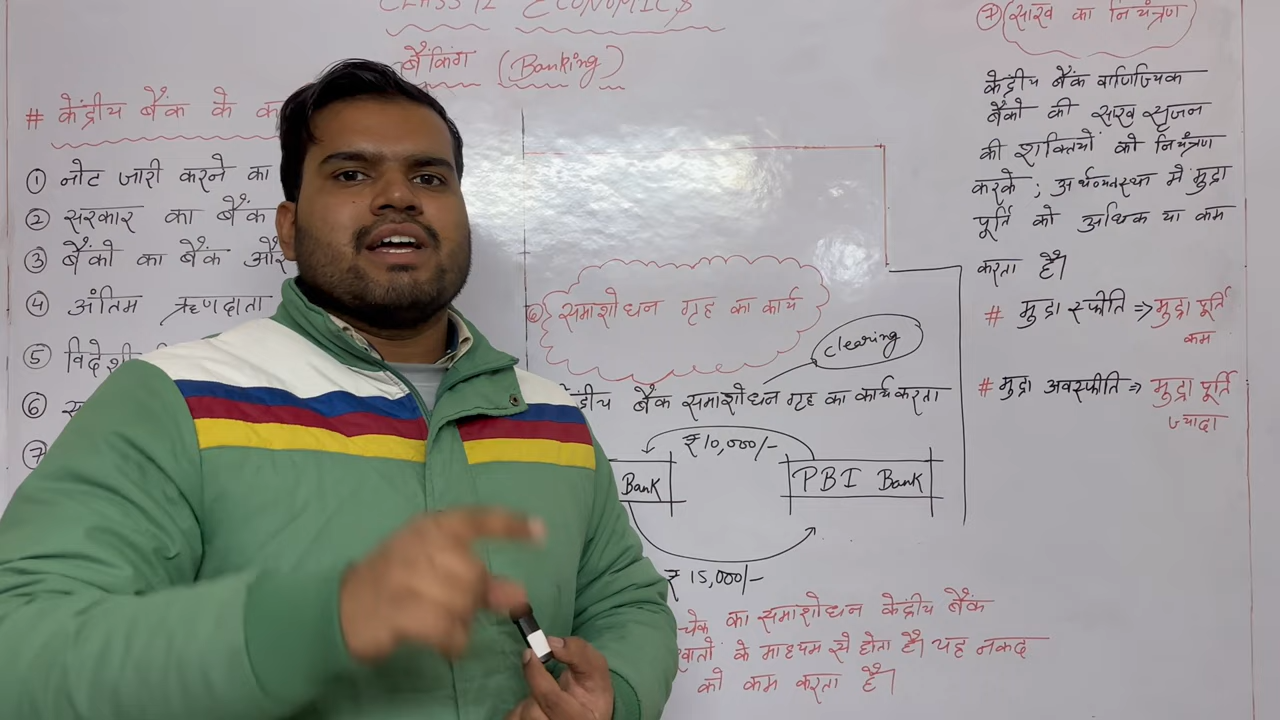 CLASS 12 ECONOMICS
बैंकिंग (Banking)
# केंद्रीय बैंक के
① नोट जारी करने का
② सरकार का बैंक
③ बैंको का बैंक और
④ अंतिम ऋणदाता
⑤ विदेशी
⑥
⑦
⑥ समाशोधन गृह का कार्य
clearing
बैंक समाशोधन गृह का कार्य करता
₹10,000/-
Bank
PBI Bank
₹ 15,000/-
चेक का समाशोधन केंद्रीय बैंक
के माध्यम से होता है। यह नकद
को कम करता है।
⑦ साख का नियंत्रण
केंद्रीय बैंक वाणिज्यिक
बैंको की साख सृजन
की शक्तियों को नियंत्रण
करके ; अर्थव्यवस्था में मुद्रा
पूर्ति को अधिक या कम
करता है।
# मुद्रा स्फीति ⇒ मुद्रा पूर्ति
कम
# मुद्रा अवस्फीति ⇒ मुद्रा पूर्ति
ज्यादा